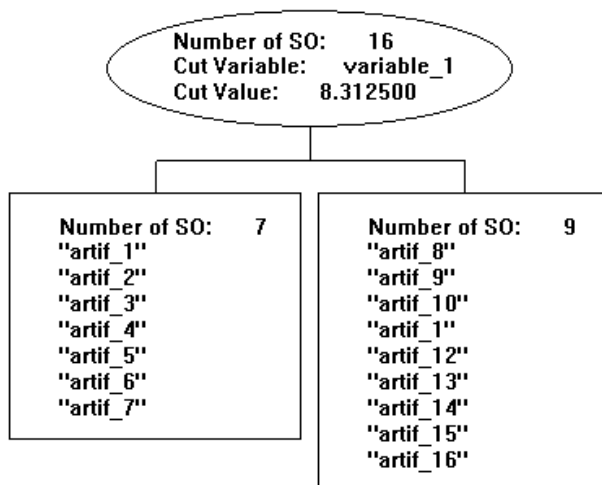 Number of SO: 16
Cut Variable: variable_1
Cut Value: 8.312500
Number of SO: 7
"artif_1"
"artif_2"
"artif_3"
"artif_4"
"artif_5"
"artif_6"
"artif_7"
Number of SO: 9
"artif_8"
"artif_9"
"artif_10"
"artif_1"
"artif_12"
"artif_13"
"artif_14"
"artif_15"
"artif_16"